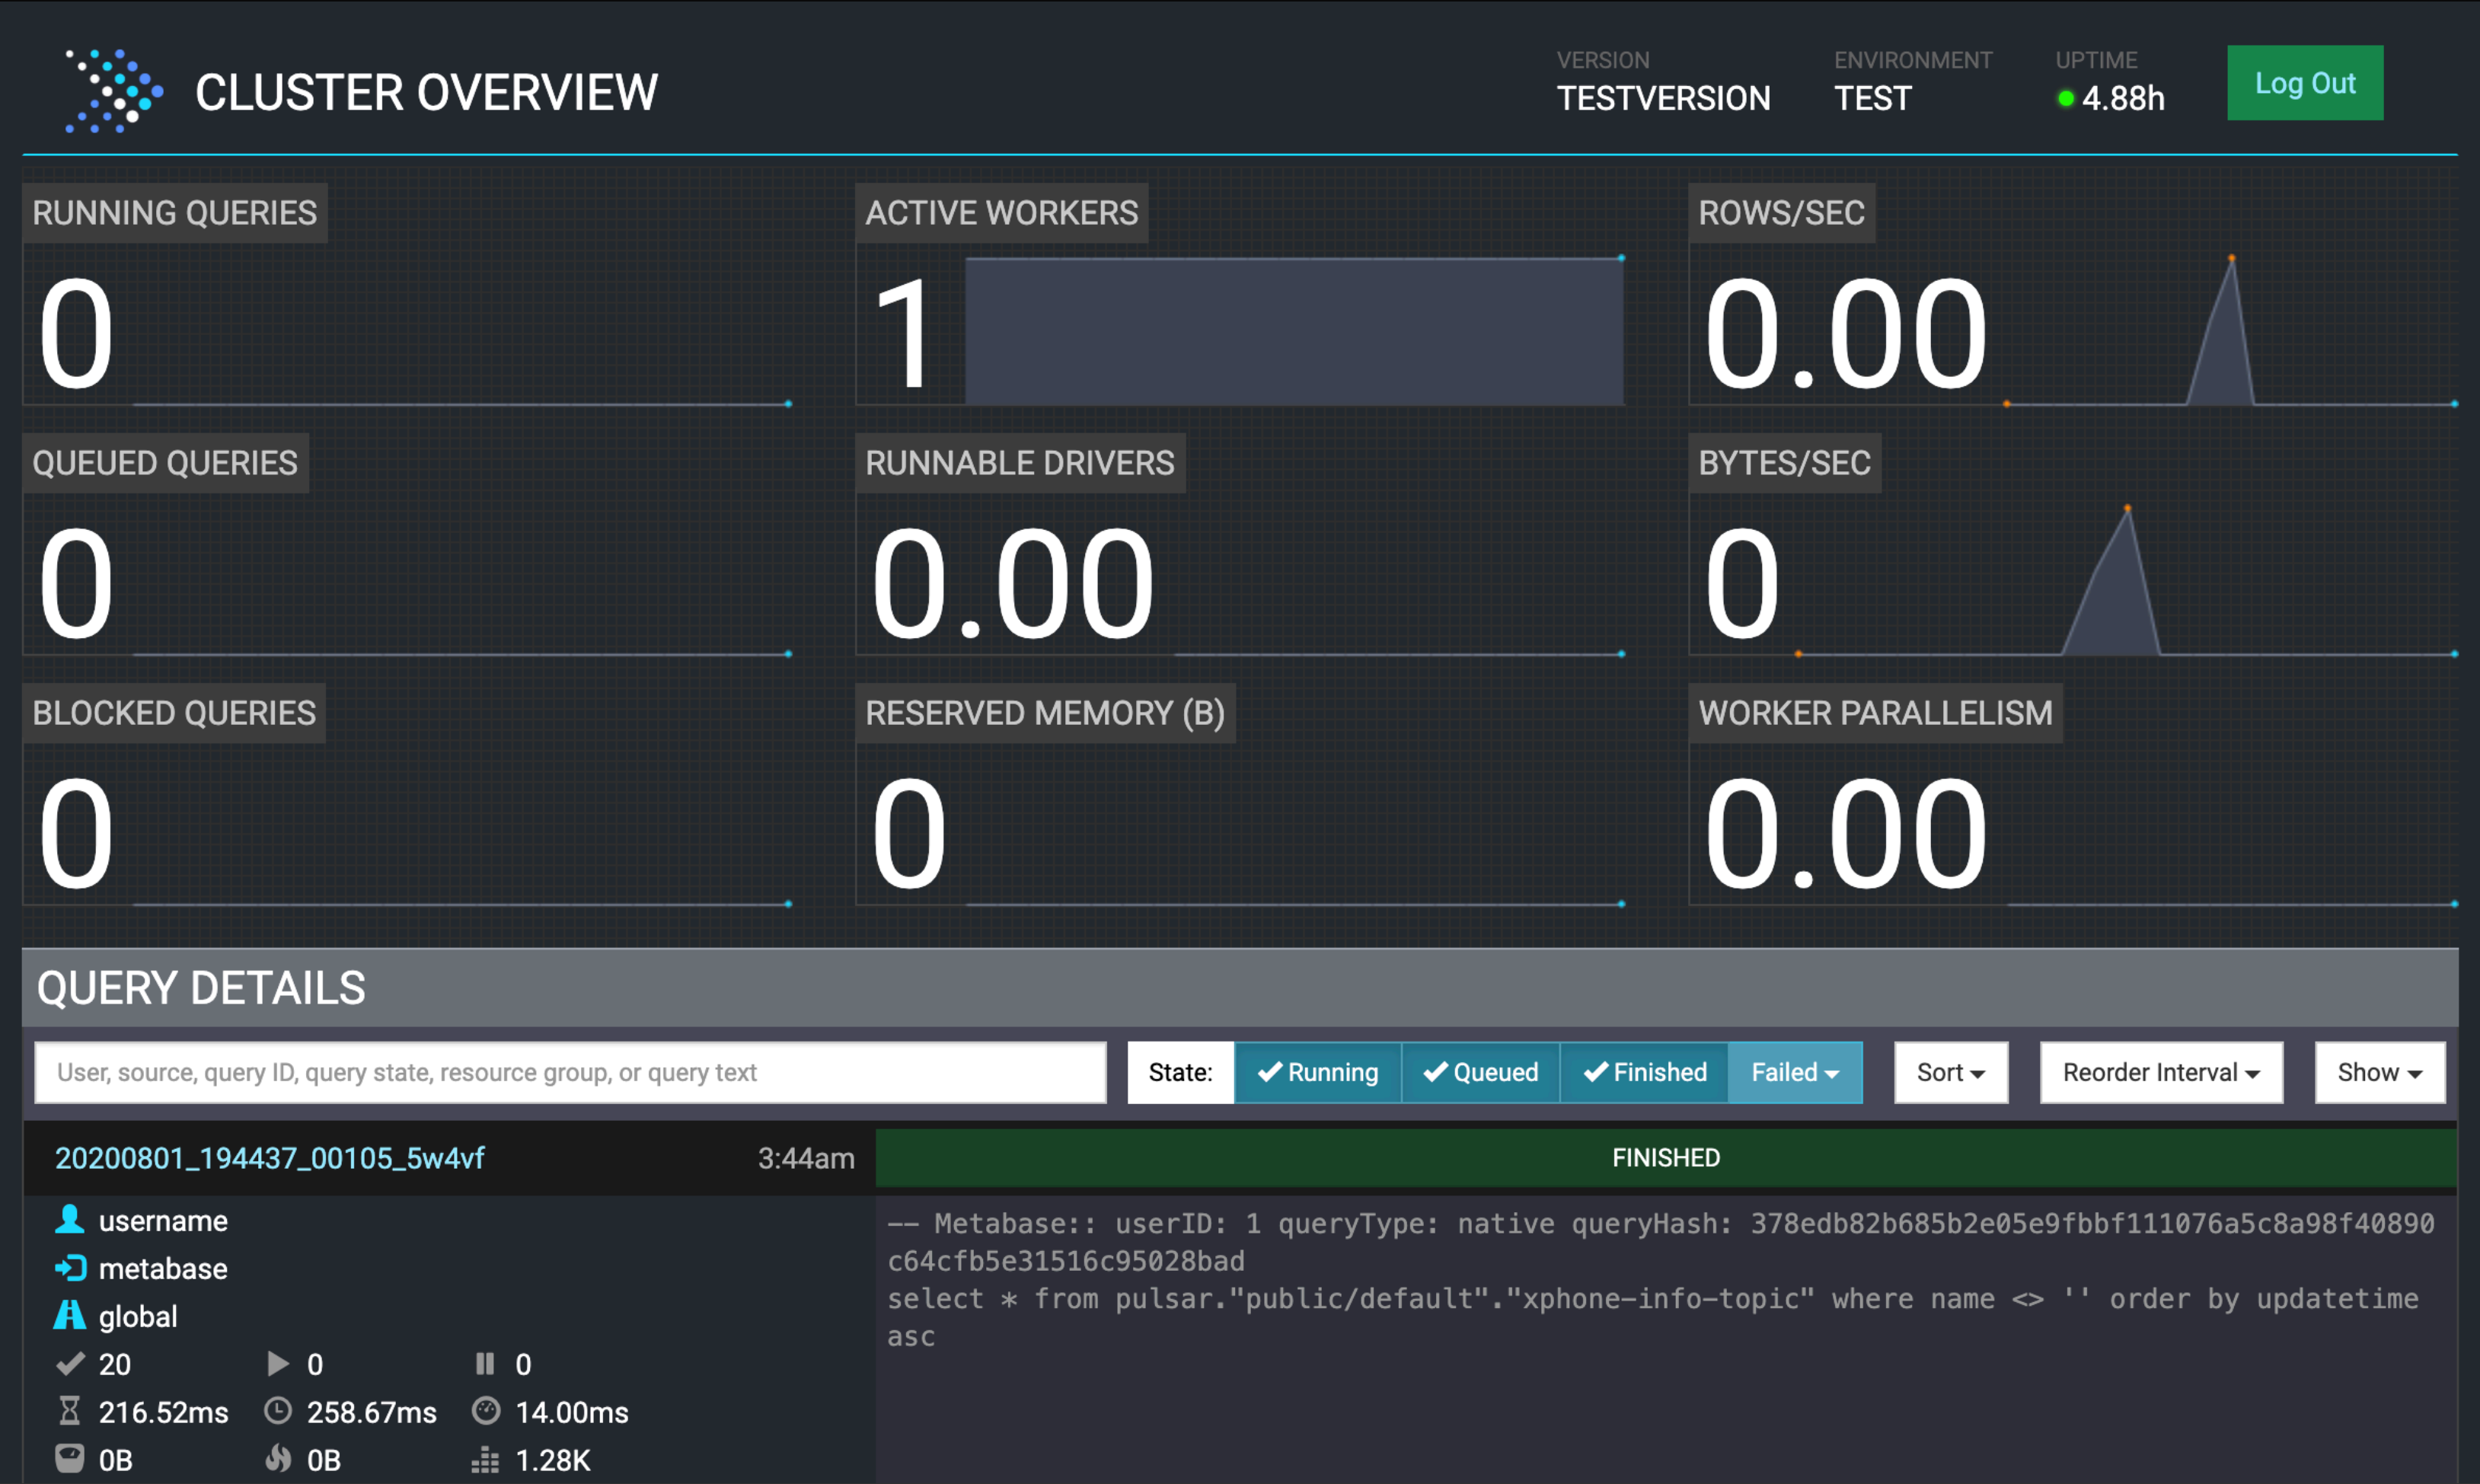 CLUSTER OVERVIEW
VERSION
TESTVERSION
ENVIRONMENT
TEST
UPTIME
4.88h
Log Out
RUNNING QUERIES
0
ACTIVE WORKERS
1
ROWS/SEC
0.00
QUEUED QUERIES
0
RUNNABLE DRIVERS
0.00
BYTES/SEC
0
BLOCKED QUERIES
0
RESERVED MEMORY (B)
0
WORKER PARALLELISM
0.00
QUERY DETAILS
User, source, query ID, query state, resource group, or query text
State: Running Queued Finished Failed
Sort
Reorder Interval
Show
20200801_194437_00105_5w4vf 3:44am
FINISHED
username
metabase
global
20 0 0
216.52ms 258.67ms 14.00ms
0B 0B 1.28K
-- Metabase:: userID: 1 queryType: native queryHash: 378edb82b685b2e05e9fbbf111076a5c8a98f40890
c64cfb5e31516c95028bad
select * from pulsar."public/default"."xphone-info-topic" where name <> '' order by updatetime
asc